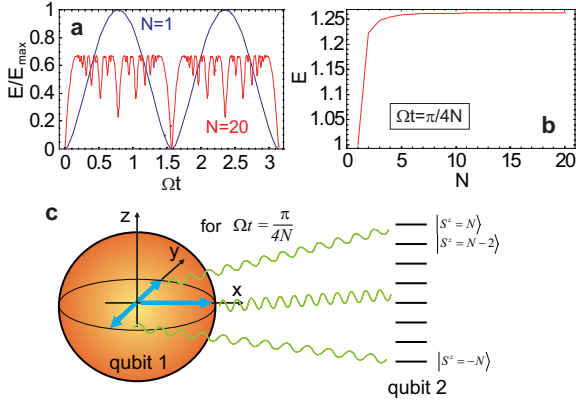 a
N=1
N=20
E/E_max
1
0.8
0.6
0.4
0.2
0
0 0.5 1 1.5 2 2.5 3
Ωt
b
Ωt=π/4N
E
1.25
1.2
1.15
1.1
1.05
1
0 5 10 15 20
N
c
for Ωt = π/4N
z
y
x
qubit 1
|S^z = N⟩
|S^z = N−2⟩
|S^z = −N⟩
qubit 2